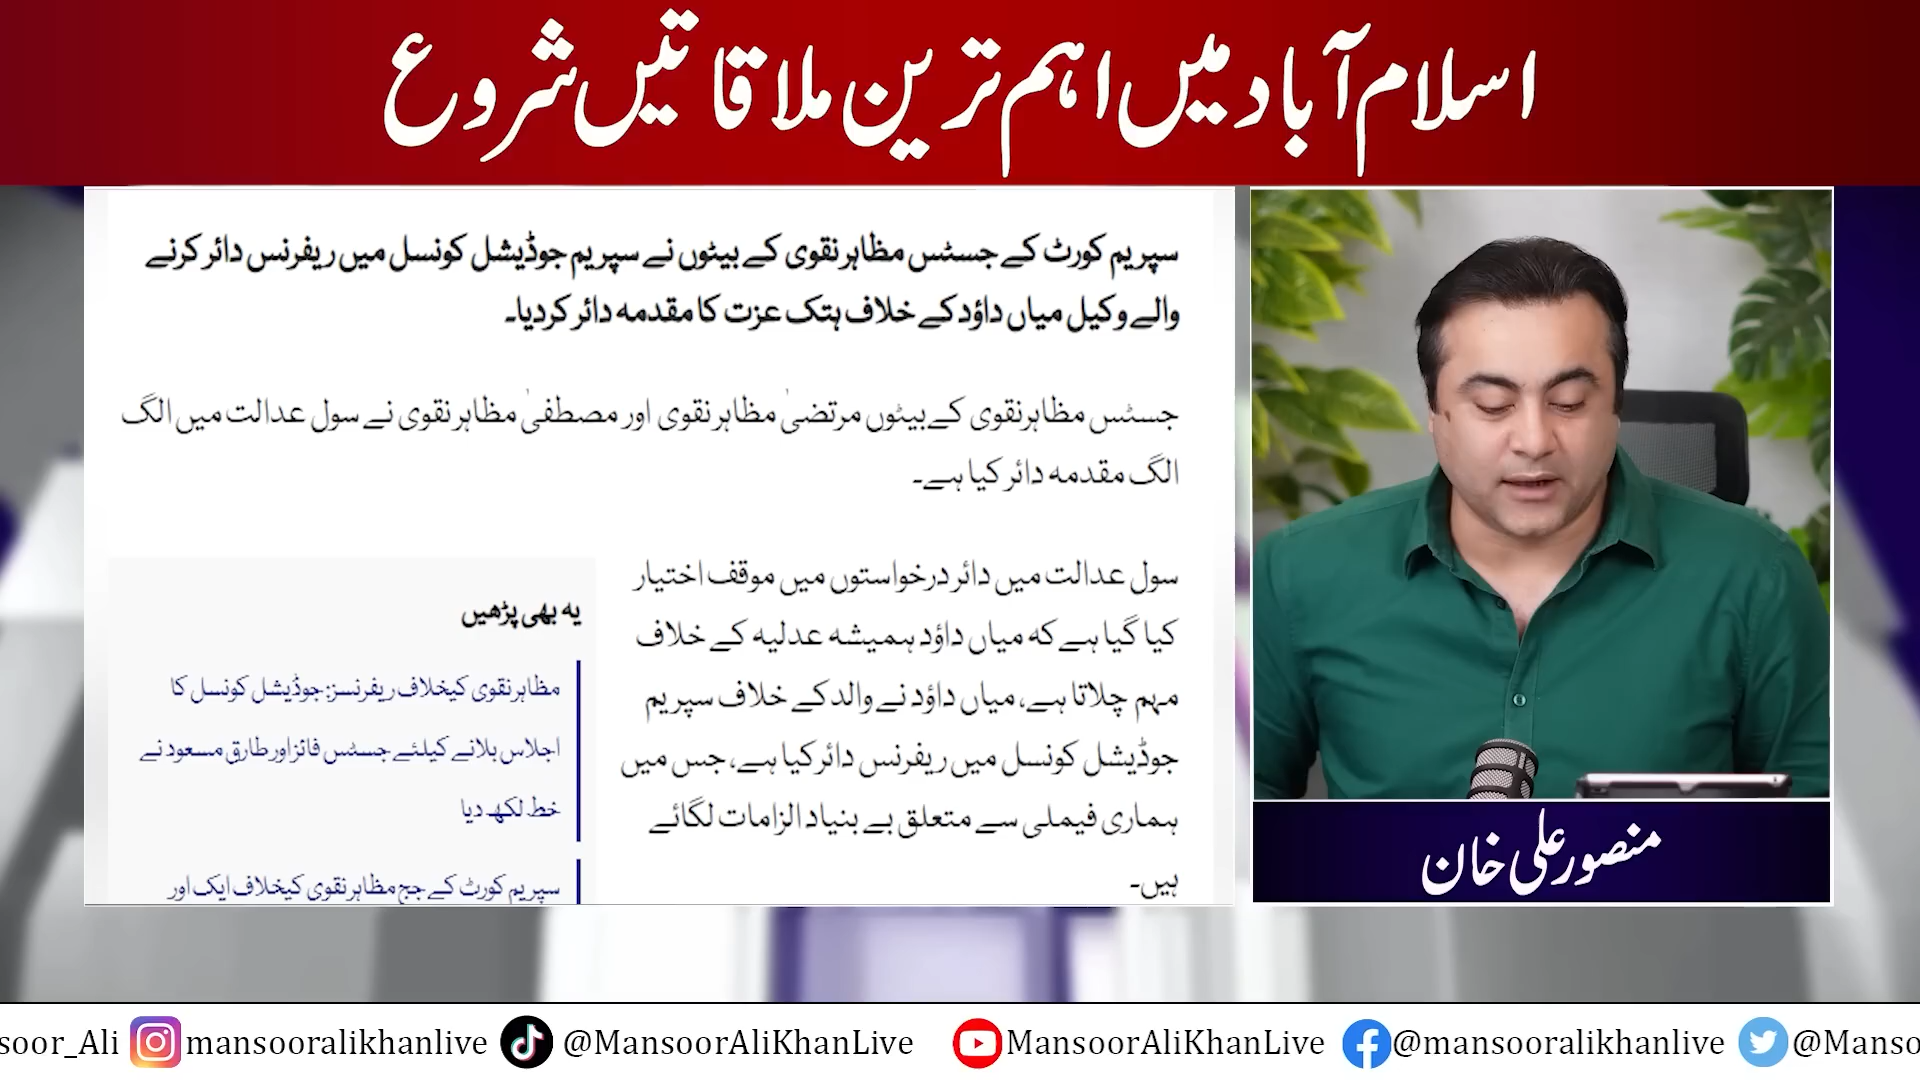 اسلام آباد میں اہم ترین ملاقاتیں شروع
سپریم کورٹ کے جسٹس مظاہر نقوی کے بیٹوں نے سپریم جوڈیشل کونسل میں ریفرنس دائر کرنے
والے وکیل میاں داؤد کے خلاف ہتک عزت کا مقدمہ دائر کردیا۔
جسٹس مظاہر نقوی کے بیٹوں مرتضیٰ مظاہر نقوی اور مصطفیٰ مظاہر نقوی نے سول عدالت میں الگ
الگ مقدمہ دائر کیا ہے۔
سول عدالت میں دائر درخواستوں میں موقف اختیار
کیا گیا ہے کہ میاں داؤد ہمیشہ عدلیہ کے خلاف
مہم چلاتا ہے، میاں داؤد نے والد کے خلاف سپریم
جوڈیشل کونسل میں ریفرنس دائر کیا ہے، جس میں
ہماری فیملی سے متعلق بے بنیاد الزامات لگائے
ہیں۔
یہ بھی پڑھیں
مظاہر نقوی کیخلاف ریفرنسز: جوڈیشل کونسل کا
اجلاس بلانے کیلئے جسٹس فائز اور طارق مسعود نے
خط لکھ دیا
سپریم کورٹ کے جج مظاہر نقوی کیخلاف ایک اور
منصور علی خان
soor_Ali mansooralikhanlive @MansoorAliKhanLive MansoorAliKhanLive @mansooralikhanlive @Manso